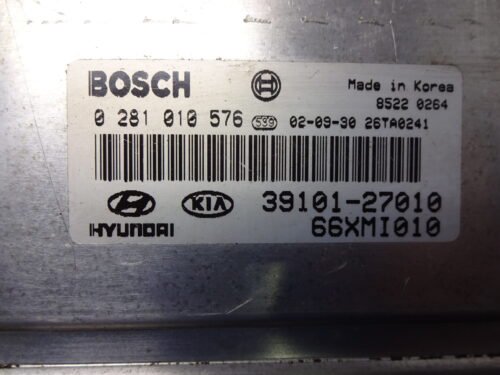 BOSCH
Made in Korea
8522 0264
0 281 010 576 539 02-09-30 26TA0241
HYUNDAI
KIA
39101-27010
66XMI010